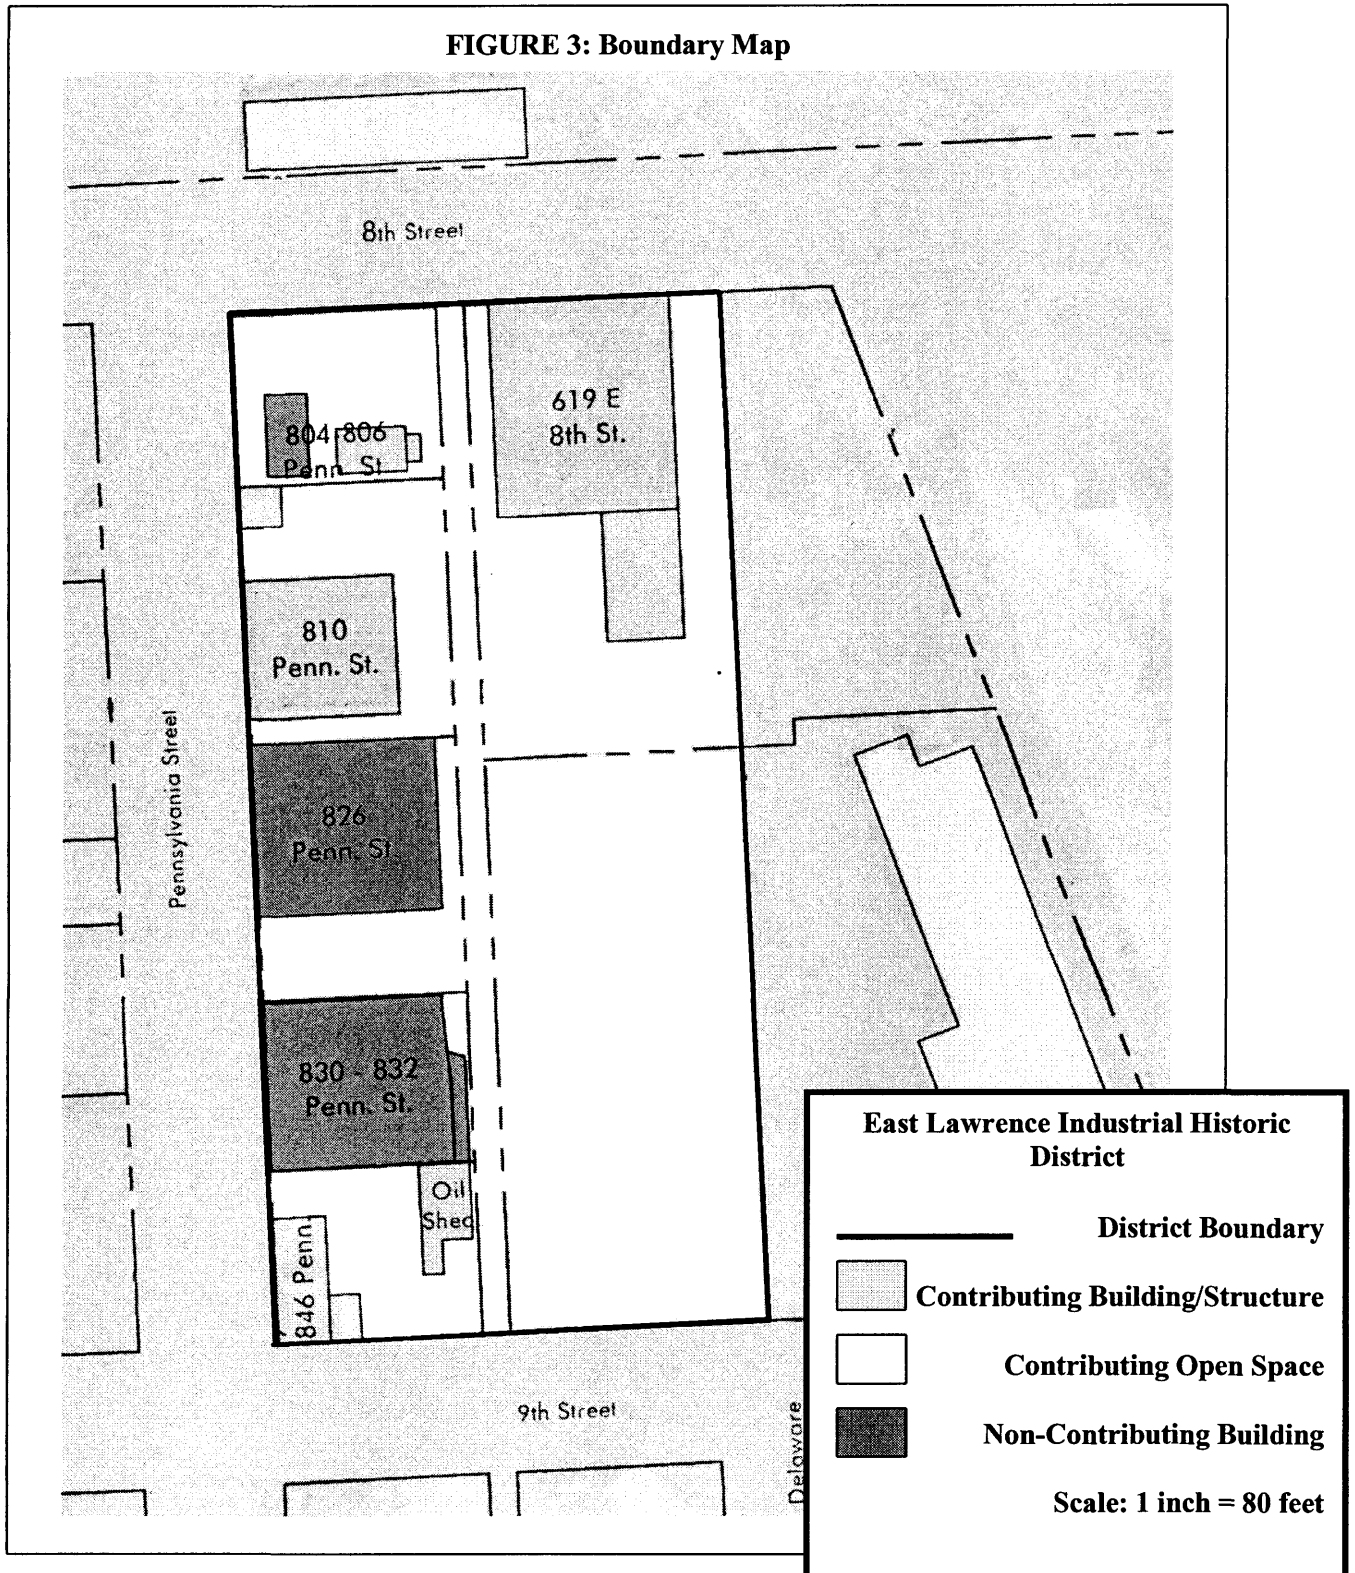 FIGURE 3: Boundary Map
8th Street
619 E
8th St.
804-806
Penn. St.
810
Penn. St.
Pennsylvania Street
826
Penn. St.
830 - 832
Penn. St.
Oil
Shed
846 Penn.
9th Street
Delaware
East Lawrence Industrial Historic
District
District Boundary
Contributing Building/Structure
Contributing Open Space
Non-Contributing Building
Scale: 1 inch = 80 feet